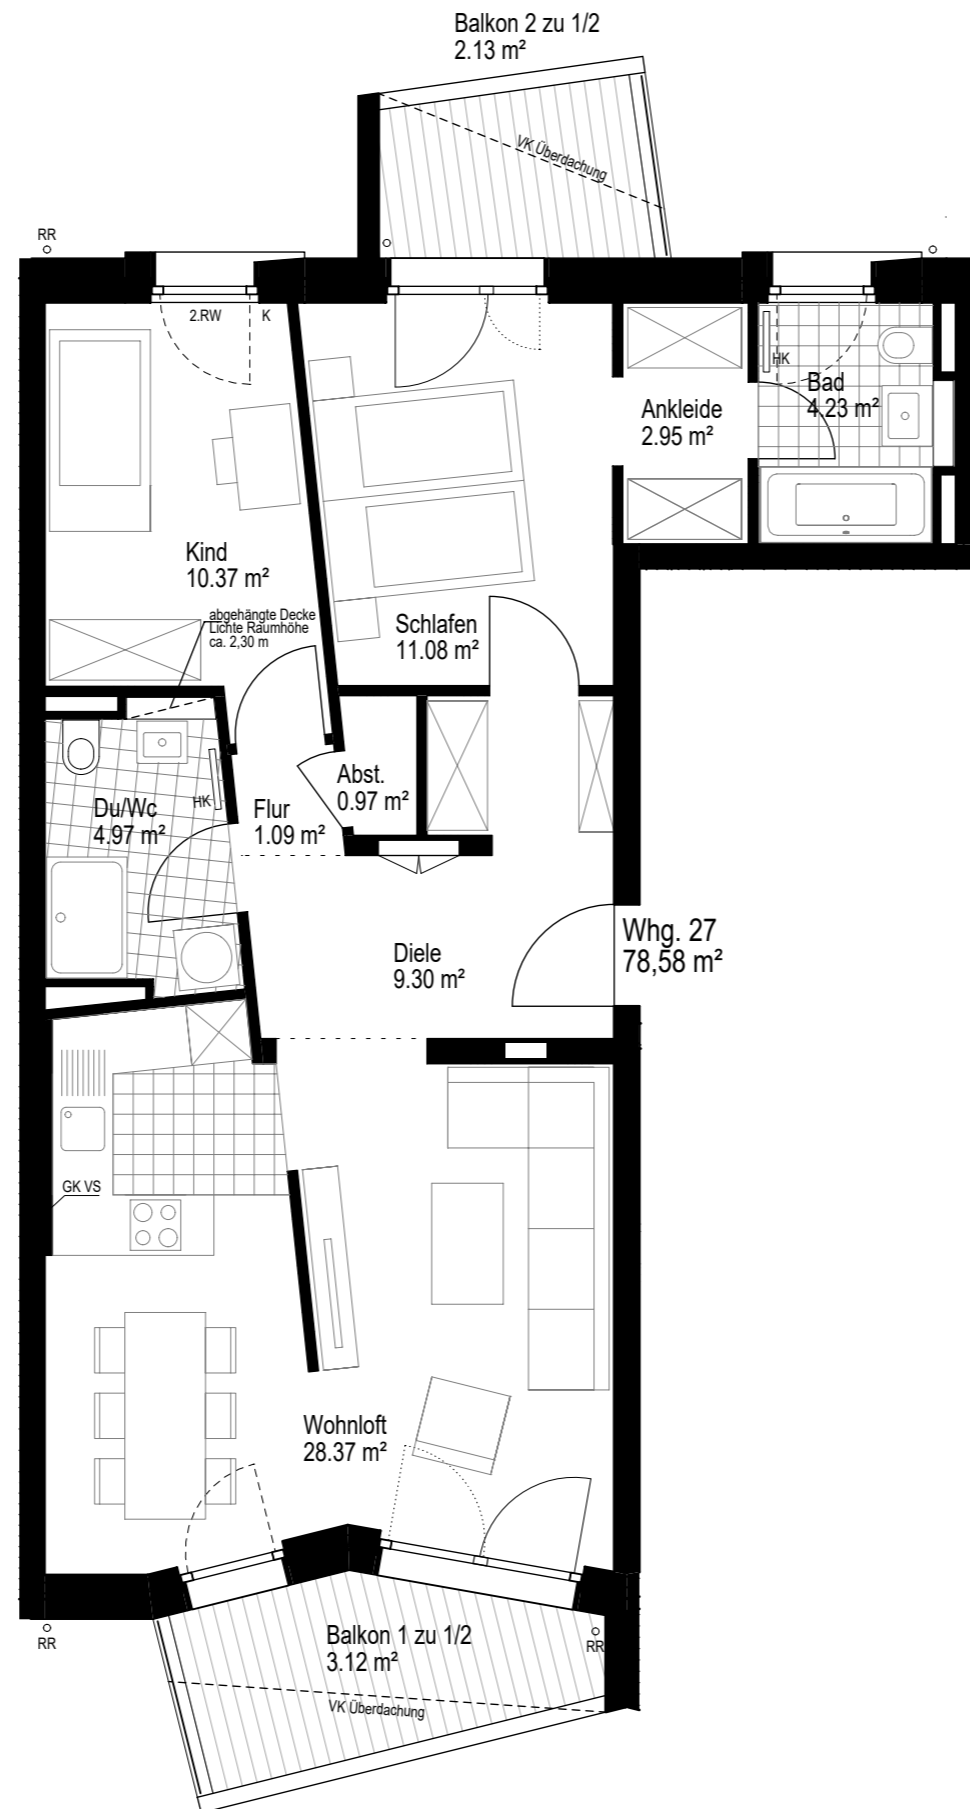 Balkon 2 zu 1/2
2.13 m²
VK Überdachung
RR
2.RW K
HK
Bad
4.23 m²
Ankleide
2.95 m²
Kind
10.37 m²
abgehängte Decke
Lichte Raumhöhe
ca. 2,30 m
Schlafen
11.08 m²
Abst.
0.97 m²
HK
Du/Wc
4.97 m²
Flur
1.09 m²
Diele
9.30 m²
Whg. 27
78,58 m²
GK VS
Wohnloft
28.37 m²
RR
Balkon 1 zu 1/2
3.12 m²
RR
VK Überdachung